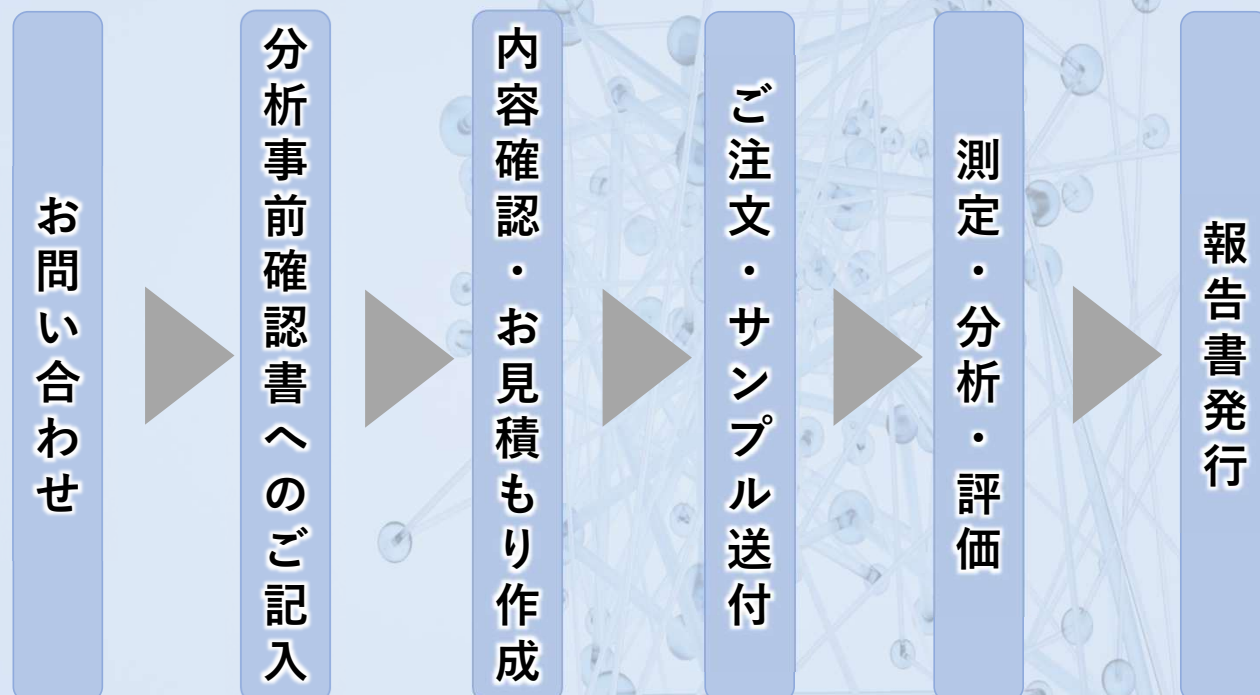 お問い合わせ
分析事前確認書へのご記入
内容確認・お見積もり作成
ご注文・サンプル送付
測定・分析・評価
報告書発行